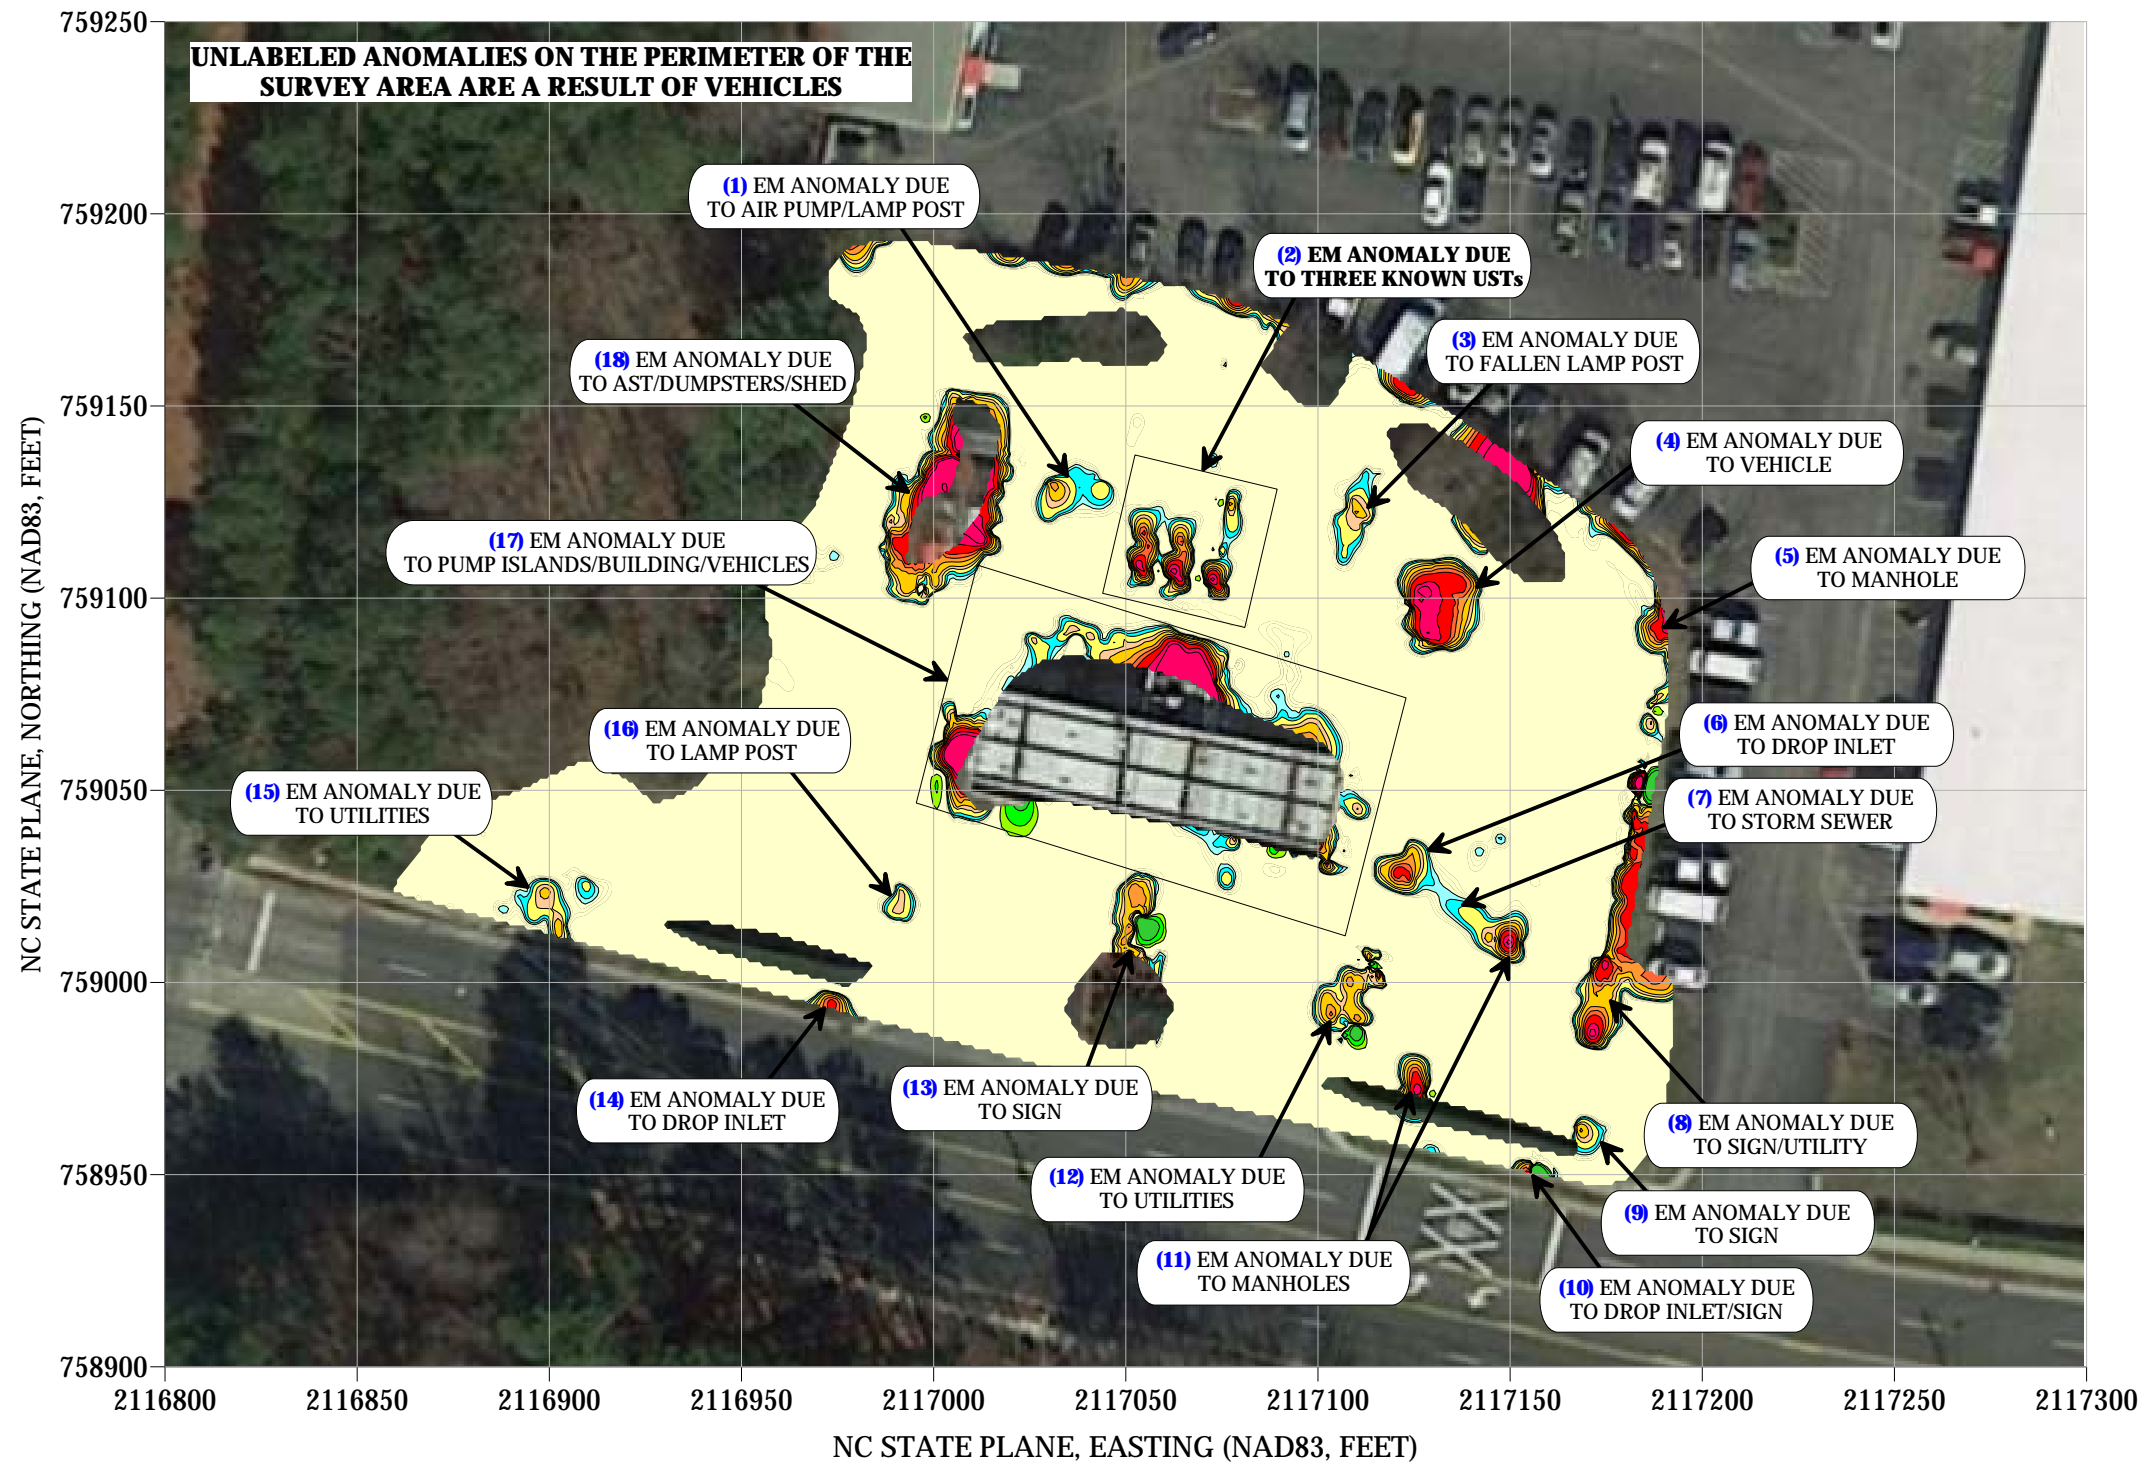 UNLABELED ANOMALIES ON THE PERIMETER OF THE
SURVEY AREA ARE A RESULT OF VEHICLES
(1) EM ANOMALY DUE
TO AIR PUMP/LAMP POST
(2) EM ANOMALY DUE
TO THREE KNOWN USTs
(3) EM ANOMALY DUE
TO FALLEN LAMP POST
(18) EM ANOMALY DUE
TO AST/DUMPSTERS/SHED
(4) EM ANOMALY DUE
TO VEHICLE
(17) EM ANOMALY DUE
TO PUMP ISLANDS/BUILDING/VEHICLES
(5) EM ANOMALY DUE
TO MANHOLE
(16) EM ANOMALY DUE
TO LAMP POST
(6) EM ANOMALY DUE
TO DROP INLET
(15) EM ANOMALY DUE
TO UTILITIES
(7) EM ANOMALY DUE
TO STORM SEWER
(14) EM ANOMALY DUE
TO DROP INLET
(13) EM ANOMALY DUE
TO SIGN
(8) EM ANOMALY DUE
TO SIGN/UTILITY
(12) EM ANOMALY DUE
TO UTILITIES
(9) EM ANOMALY DUE
TO SIGN
(11) EM ANOMALY DUE
TO MANHOLES
(10) EM ANOMALY DUE
TO DROP INLET/SIGN
NC STATE PLANE, NORTHING (NAD83, FEET)
759250
759200
759150
759100
759050
759000
758950
758900
2116800
2116850
2116900
2116950
2117000
2117050
2117100
2117150
2117200
2117250
2117300
NC STATE PLANE, EASTING (NAD83, FEET)